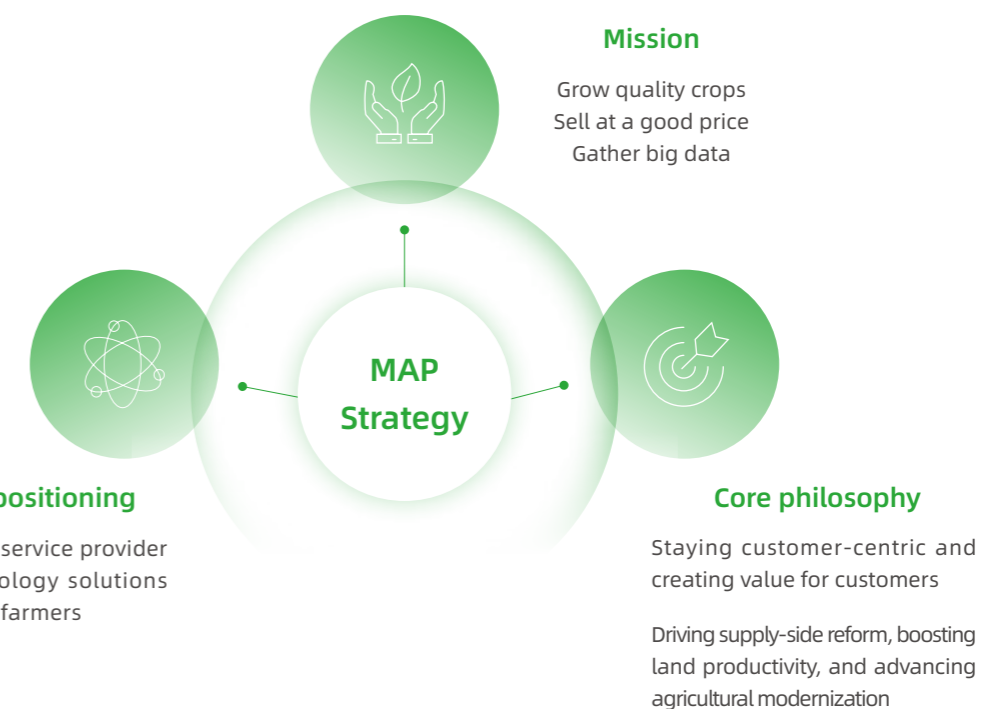 Mission
Grow quality crops
Sell at a good price
Gather big data
MAP
Strategy
positioning
service provider
solutions
farmers
Core philosophy
Staying customer-centric and
creating value for customers
Driving supply-side reform, boosting
land productivity, and advancing
agricultural modernization